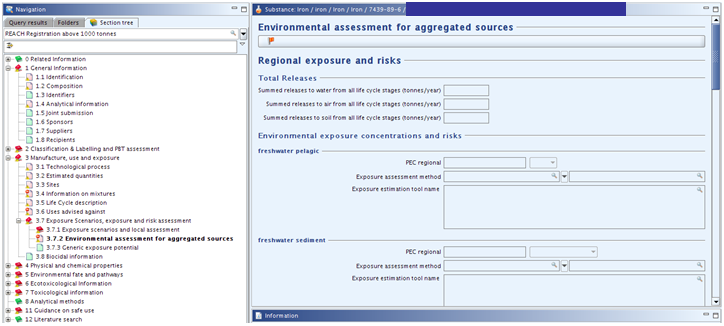 Navigation
Query results
Folders
Section tree
REACH Registration above 1000 tonnes
0 Related Information
1 General Information
1.1 Identification
1.2 Composition
1.3 Identifiers
1.4 Analytical information
1.5 Joint submission
1.6 Sponsors
1.7 Suppliers
1.8 Recipients
2 Classification & Labelling and PBT assessment
3 Manufacture, use and exposure
3.1 Technological process
3.2 Estimated quantities
3.3 Sites
3.4 Information on mixtures
3.5 Life Cycle description
3.6 Uses advised against
3.7 Exposure Scenarios, exposure and risk assessment
3.7.1 Exposure scenarios and local assessment
3.7.2 Environmental assessment for aggregated sources
3.7.3 Generic exposure potential
3.8 Biocidal information
4 Physical and chemical properties
5 Environmental fate and pathways
6 Ecotoxicological Information
7 Toxicological information
8 Analytical methods
11 Guidance on safe use
12 Literature search
Substance: Iron / iron / Iron / Iron / 7439-89-6 /
Environmental assessment for aggregated sources
Regional exposure and risks
Total Releases
Summed releases to water from all life cycle stages (tonnes/year)
Summed releases to air from all life cycle stages (tonnes/year)
Summed releases to soil from all life cycle stages (tonnes/year)
Environmental exposure concentrations and risks
freshwater pelagic
PEC regional
Exposure assessment method
Exposure estimation tool name
freshwater sediment
PEC regional
Exposure assessment method
Exposure estimation tool name
Information